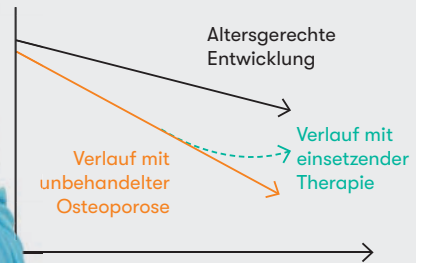 Altersgerechte
Entwicklung
Verlauf mit
einsetzender
Therapie
Verlauf mit
unbehandelter
Osteoporose